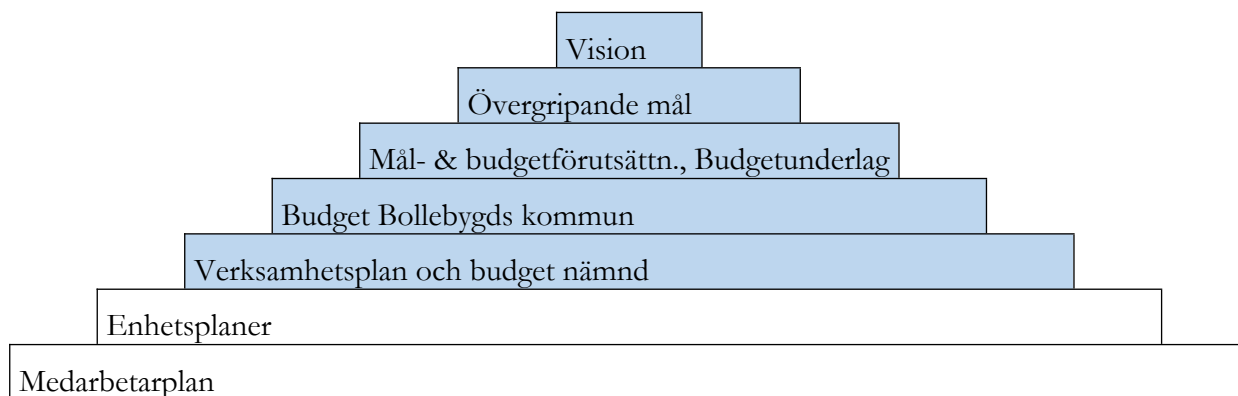 Vision
Övergripande mål
Mål- & budgetförutsättn., Budgetunderlag
Budget Bollebygds kommun
Verksamhetsplan och budget nämnd
Enhetsplaner
Medarbetarplan